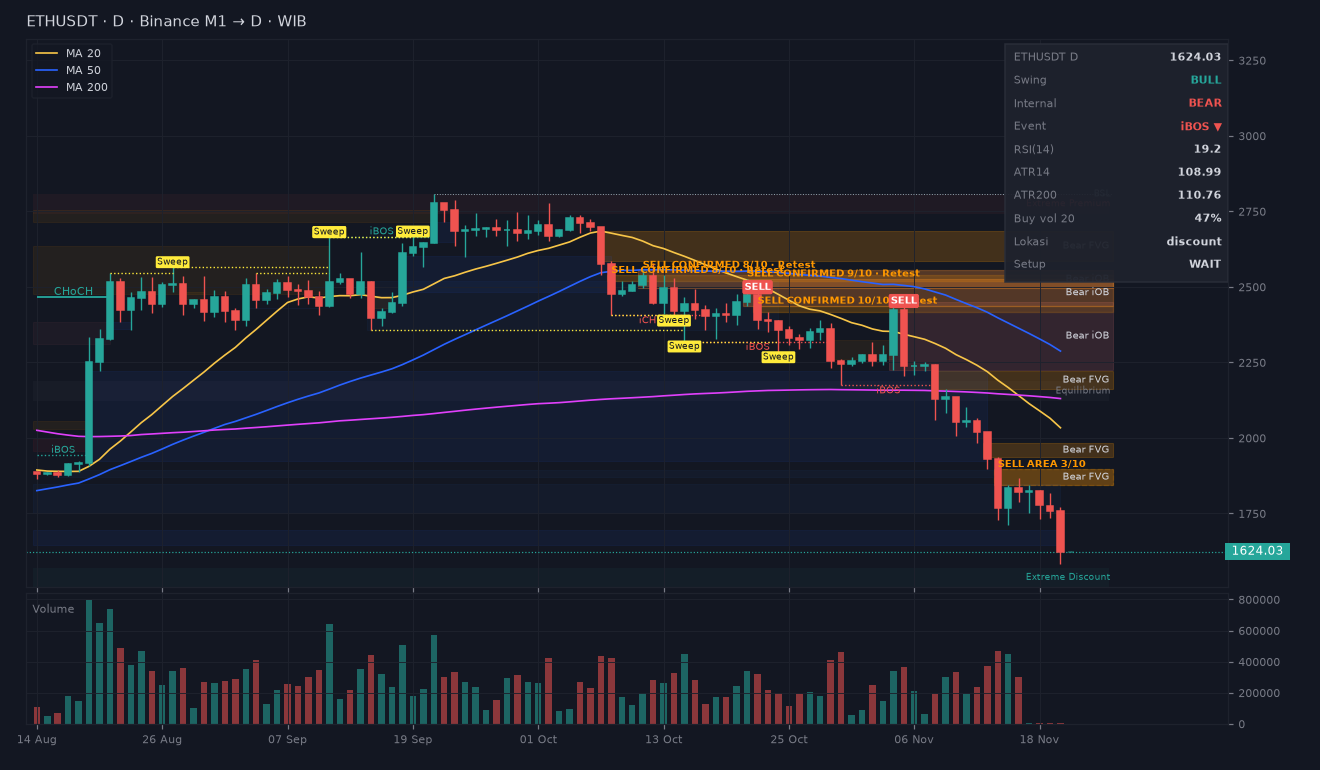 ETHUSDT · D · Binance M1 → D · WIB
MA 20
MA 50
MA 200
ETHUSDT D 1624.03
Swing BULL
Internal BEAR
Event iBOS ▼
RSI(14) 19.2
ATR14 108.99
ATR200 110.76
Buy vol 20 47%
Lokasi discount
Setup WAIT
3250
3000
2750
2500
2250
2000
1750
1624.03
Sweep
iBOS
Sweep
Sweep
CHoCH
iBOS
SELL CONFIRMED 8/10 · Retest
SELL CONFIRMED 9/10 · Retest
SELL
SELL CONFIRMED 10/10
SELL
Sweep
Sweep
iBOS
Sweep
iBOS
Bear iOB
Bear iOB
Bear FVG
Equilibrium
Bear FVG
SELL AREA 3/10
Bear FVG
Extreme Discount
Volume
800000
600000
400000
200000
0
14 Aug
26 Aug
07 Sep
19 Sep
01 Oct
13 Oct
25 Oct
06 Nov
18 Nov